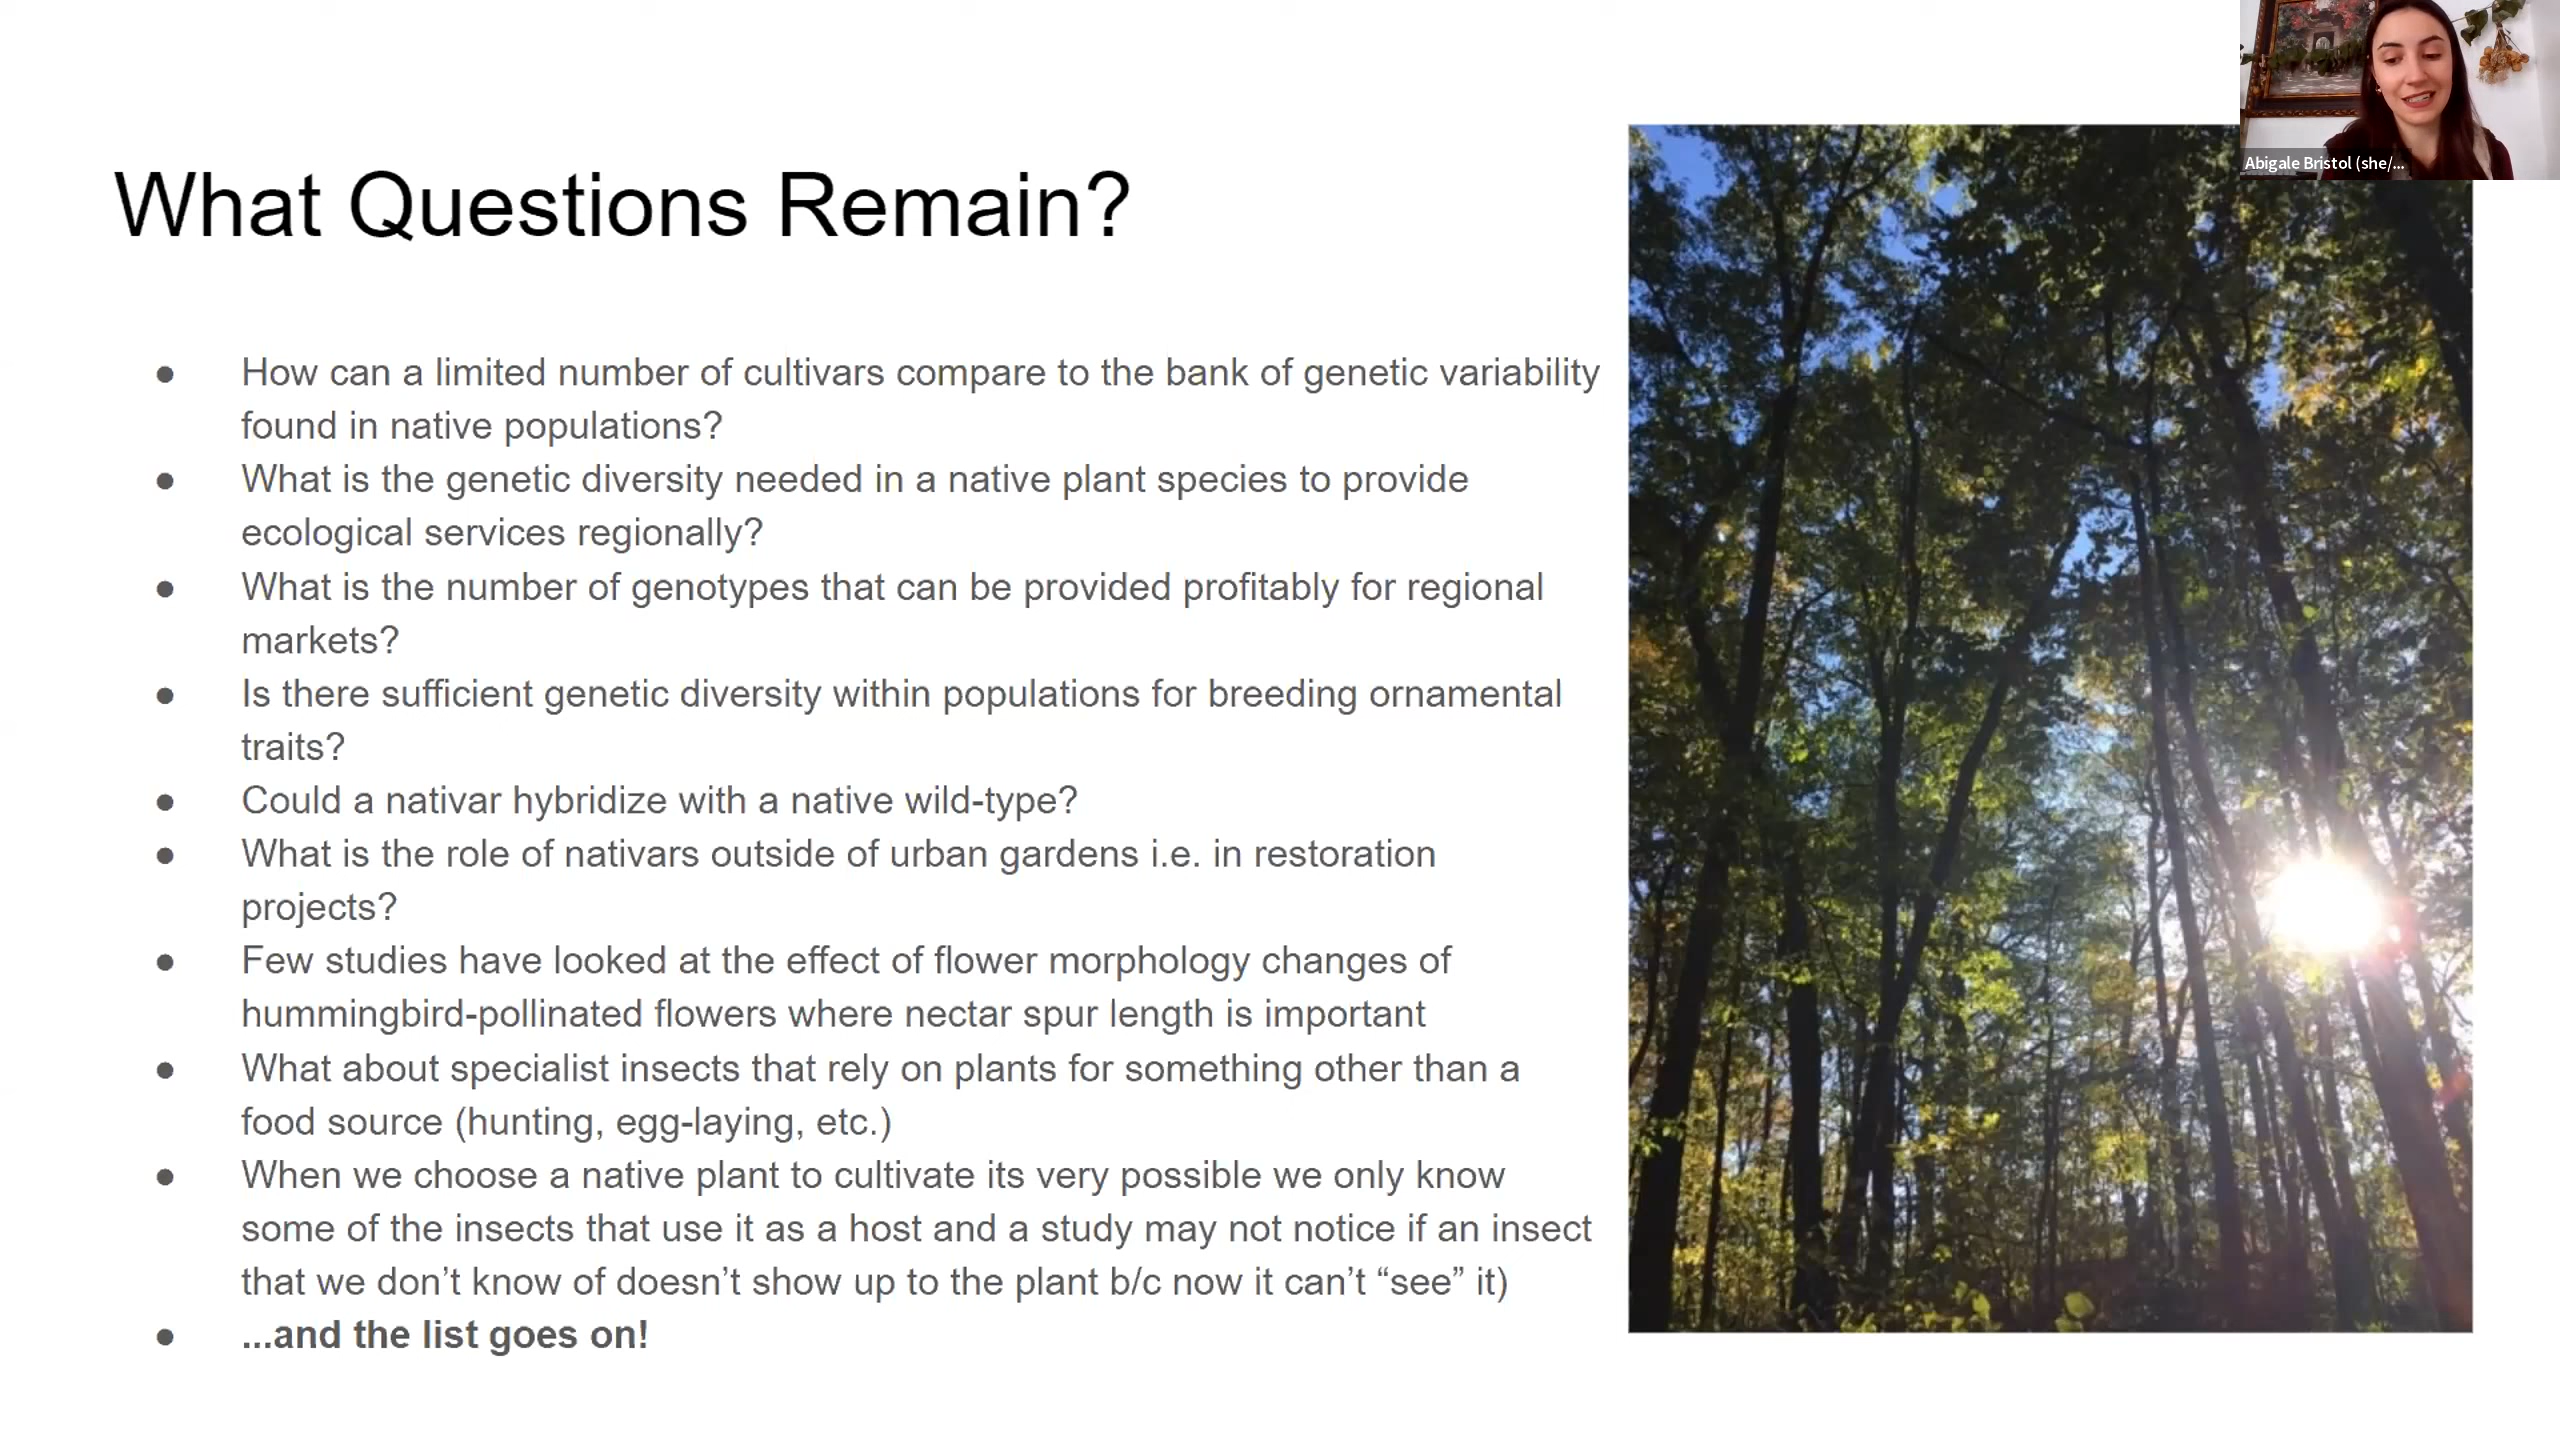 Abigale Bristol (she/...
What Questions Remain?
● How can a limited number of cultivars compare to the bank of genetic variability
found in native populations?
● What is the genetic diversity needed in a native plant species to provide
ecological services regionally?
● What is the number of genotypes that can be provided profitably for regional
markets?
● Is there sufficient genetic diversity within populations for breeding ornamental
traits?
● Could a nativar hybridize with a native wild-type?
● What is the role of nativars outside of urban gardens i.e. in restoration
projects?
● Few studies have looked at the effect of flower morphology changes of
hummingbird-pollinated flowers where nectar spur length is important
● What about specialist insects that rely on plants for something other than a
food source (hunting, egg-laying, etc.)
● When we choose a native plant to cultivate its very possible we only know
some of the insects that use it as a host and a study may not notice if an insect
that we don’t know of doesn’t show up to the plant b/c now it can’t “see” it)
● ...and the list goes on!